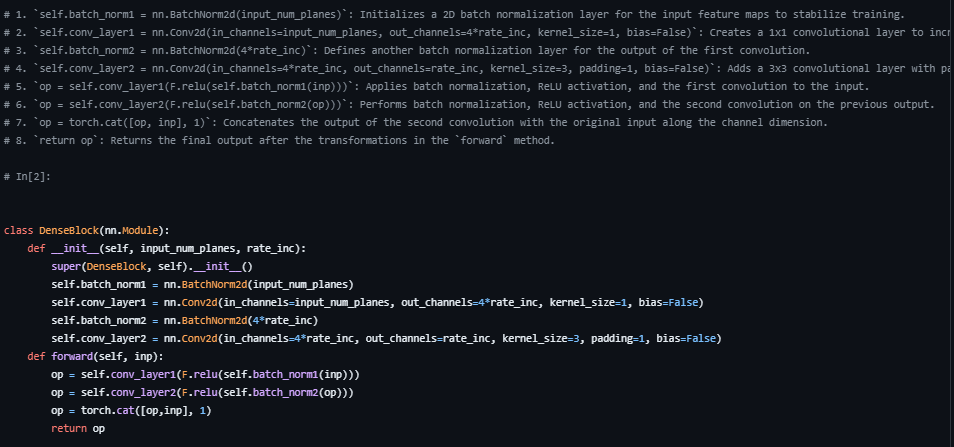 # 1. `self.batch_norm1 = nn.BatchNorm2d(input_num_planes)`: Initializes a 2D batch normalization layer for the input feature maps to stabilize training.
# 2. `self.conv_layer1 = nn.Conv2d(in_channels=input_num_planes, out_channels=4*rate_inc, kernel_size=1, bias=False)`: Creates a 1x1 convolutional layer to incr
# 3. `self.batch_norm2 = nn.BatchNorm2d(4*rate_inc)`: Defines another batch normalization layer for the output of the first convolution.
# 4. `self.conv_layer2 = nn.Conv2d(in_channels=4*rate_inc, out_channels=rate_inc, kernel_size=3, padding=1, bias=False)`: Adds a 3x3 convolutional layer with pa
# 5. `op = self.conv_layer1(F.relu(self.batch_norm1(inp)))`: Applies batch normalization, ReLU activation, and the first convolution to the input.
# 6. `op = self.conv_layer2(F.relu(self.batch_norm2(op)))`: Performs batch normalization, ReLU activation, and the second convolution on the previous output.
# 7. `op = torch.cat([op, inp], 1)`: Concatenates the output of the second convolution with the original input along the channel dimension.
# 8. `return op`: Returns the final output after the transformations in the `forward` method.
# In[2]:
class DenseBlock(nn.Module):
    def __init__(self, input_num_planes, rate_inc):
        super(DenseBlock, self).__init__()
        self.batch_norm1 = nn.BatchNorm2d(input_num_planes)
        self.conv_layer1 = nn.Conv2d(in_channels=input_num_planes, out_channels=4*rate_inc, kernel_size=1, bias=False)
        self.batch_norm2 = nn.BatchNorm2d(4*rate_inc)
        self.conv_layer2 = nn.Conv2d(in_channels=4*rate_inc, out_channels=rate_inc, kernel_size=3, padding=1, bias=False)
    def forward(self, inp):
        op = self.conv_layer1(F.relu(self.batch_norm1(inp)))
        op = self.conv_layer2(F.relu(self.batch_norm2(op)))
        op = torch.cat([op,inp], 1)
        return op